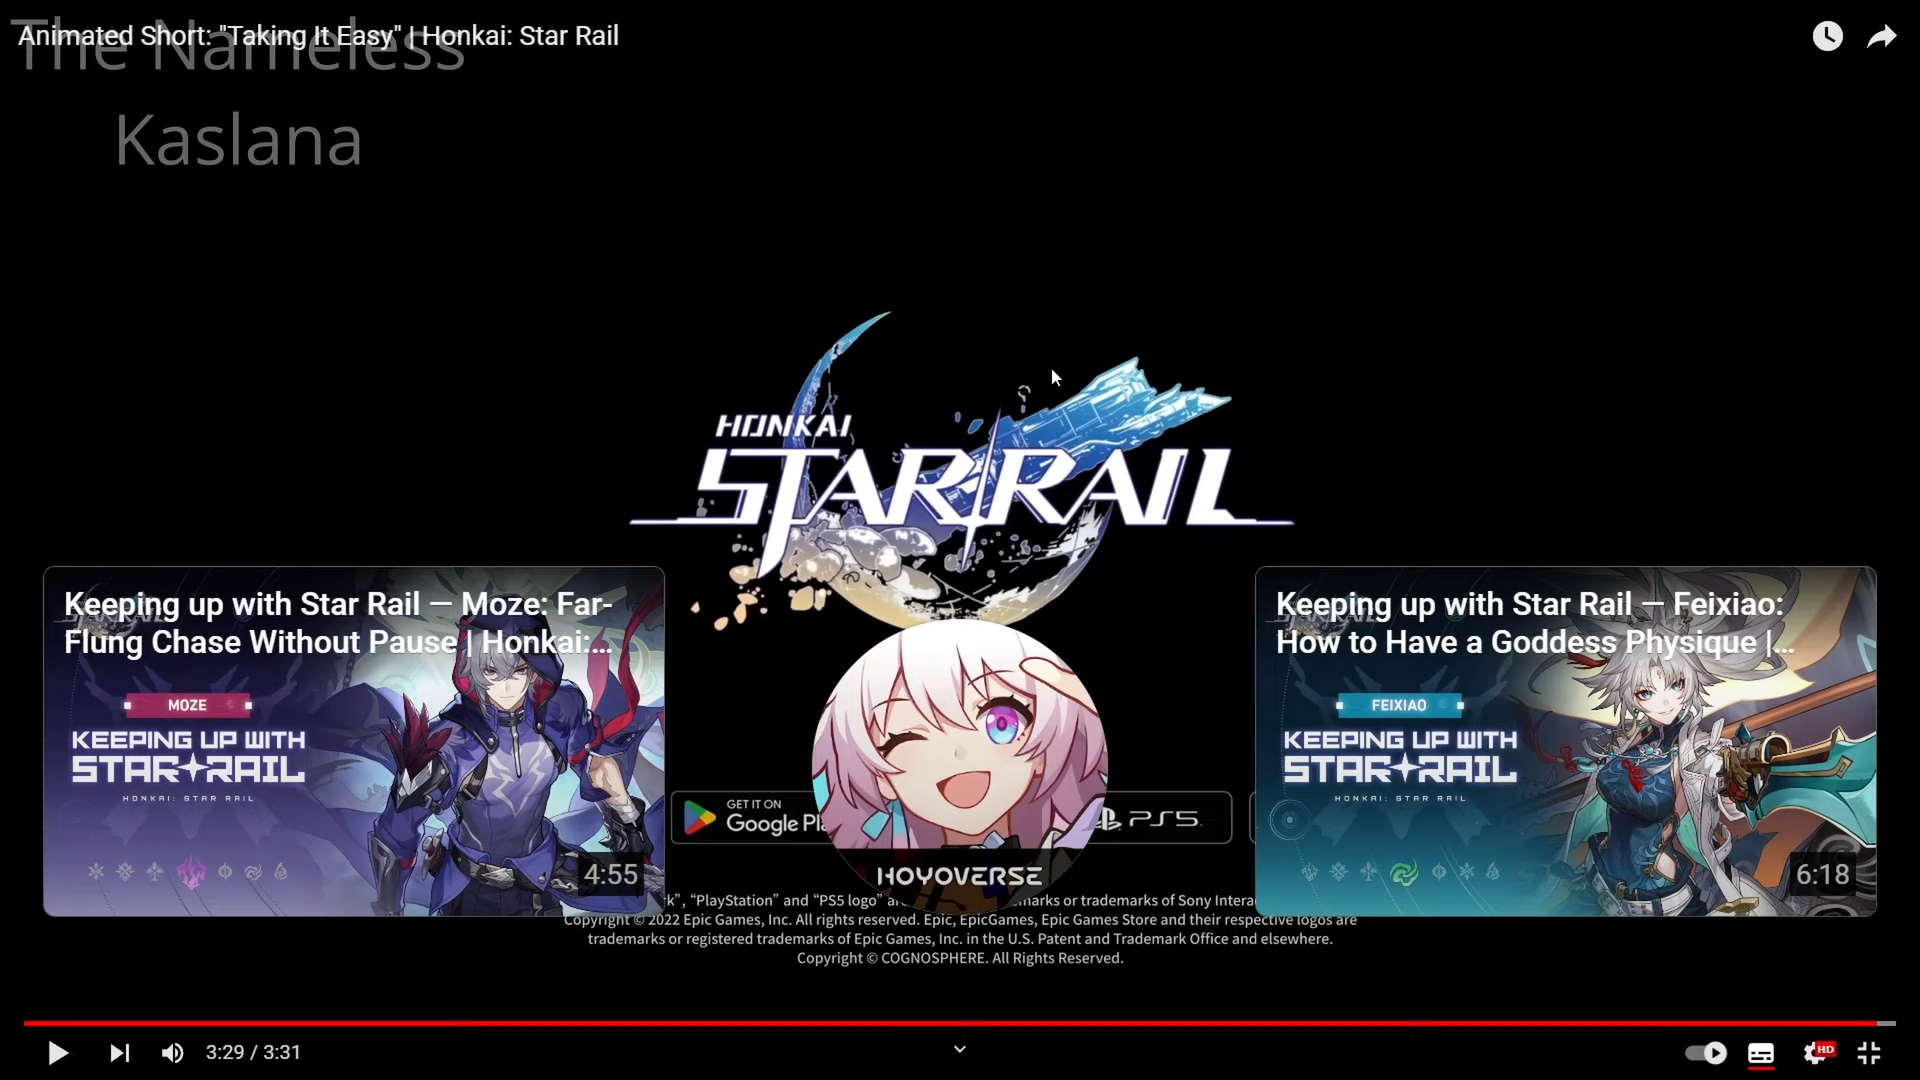 Animated Short: "Taking It Easy" | Honkai: Star Rail
The Nameless
Kaslana
HONKAI
STAR RAIL
Keeping up with Star Rail — Moze: Far-
Flung Chase Without Pause | Honkai:...
MOZE
KEEPING UP WITH
STAR RAIL
HONKAI: STAR RAIL
4:55
Keeping up with Star Rail — Feixiao:
How to Have a Goddess Physique |...
FEIXIAO
KEEPING UP WITH
STAR RAIL
HONKAI: STAR RAIL
6:18
GET IT ON
Google Pla
PS5
HOYOVERSE
“PlayStation” and “PS5 logo” marks or trademarks of Sony
Copyright © 2022 Epic Games, Inc. All rights reserved. Epic, EpicGames, Epic Games Store and their respective logos are
trademarks or registered trademarks of Epic Games, Inc. in the U.S. Patent and Trademark Office and elsewhere.
Copyright © COGNOSPHERE. All Rights Reserved.
3:29 / 3:31
HD